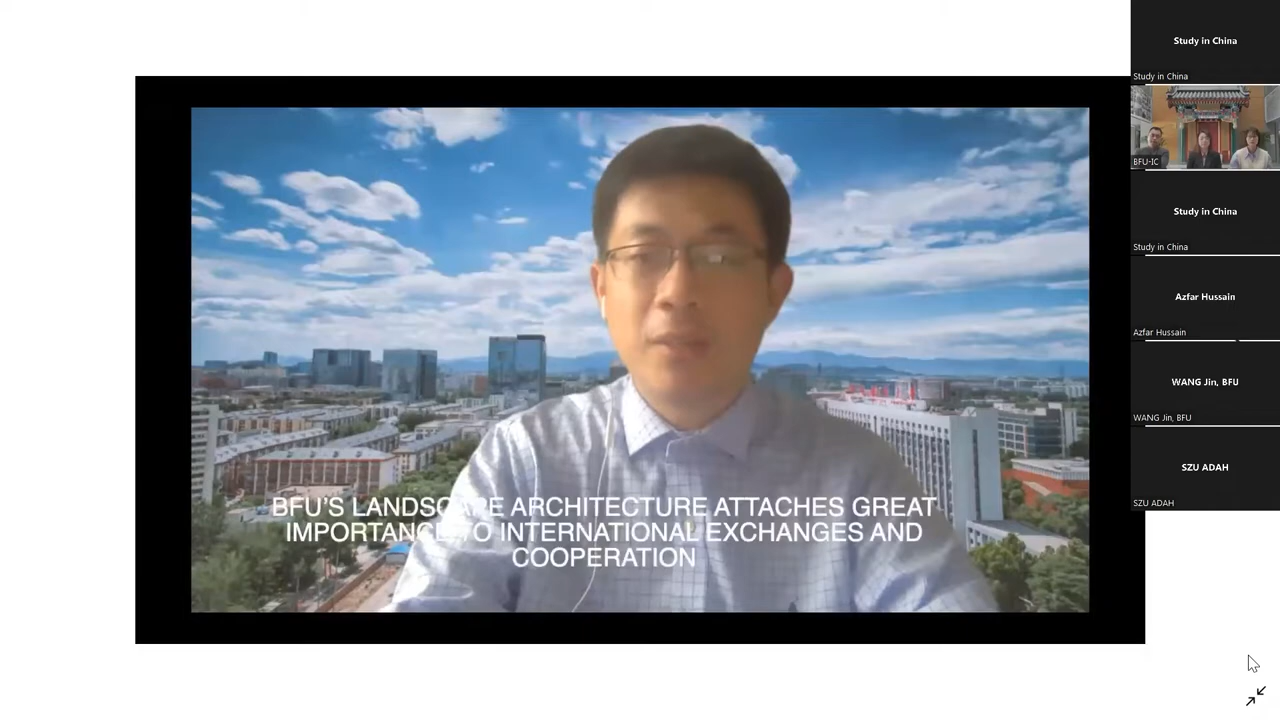 Study in China
Study in China
BFU-IC
Study in China
Study in China
Azfar Hussain
Azfar Hussain
WANG Jin, BFU
WANG Jin, BFU
SZU ADAH
SZU ADAH
BFU'S LANDSCAPE ARCHITECTURE ATTACHES GREAT
IMPORTANCE TO INTERNATIONAL EXCHANGES AND
COOPERATION